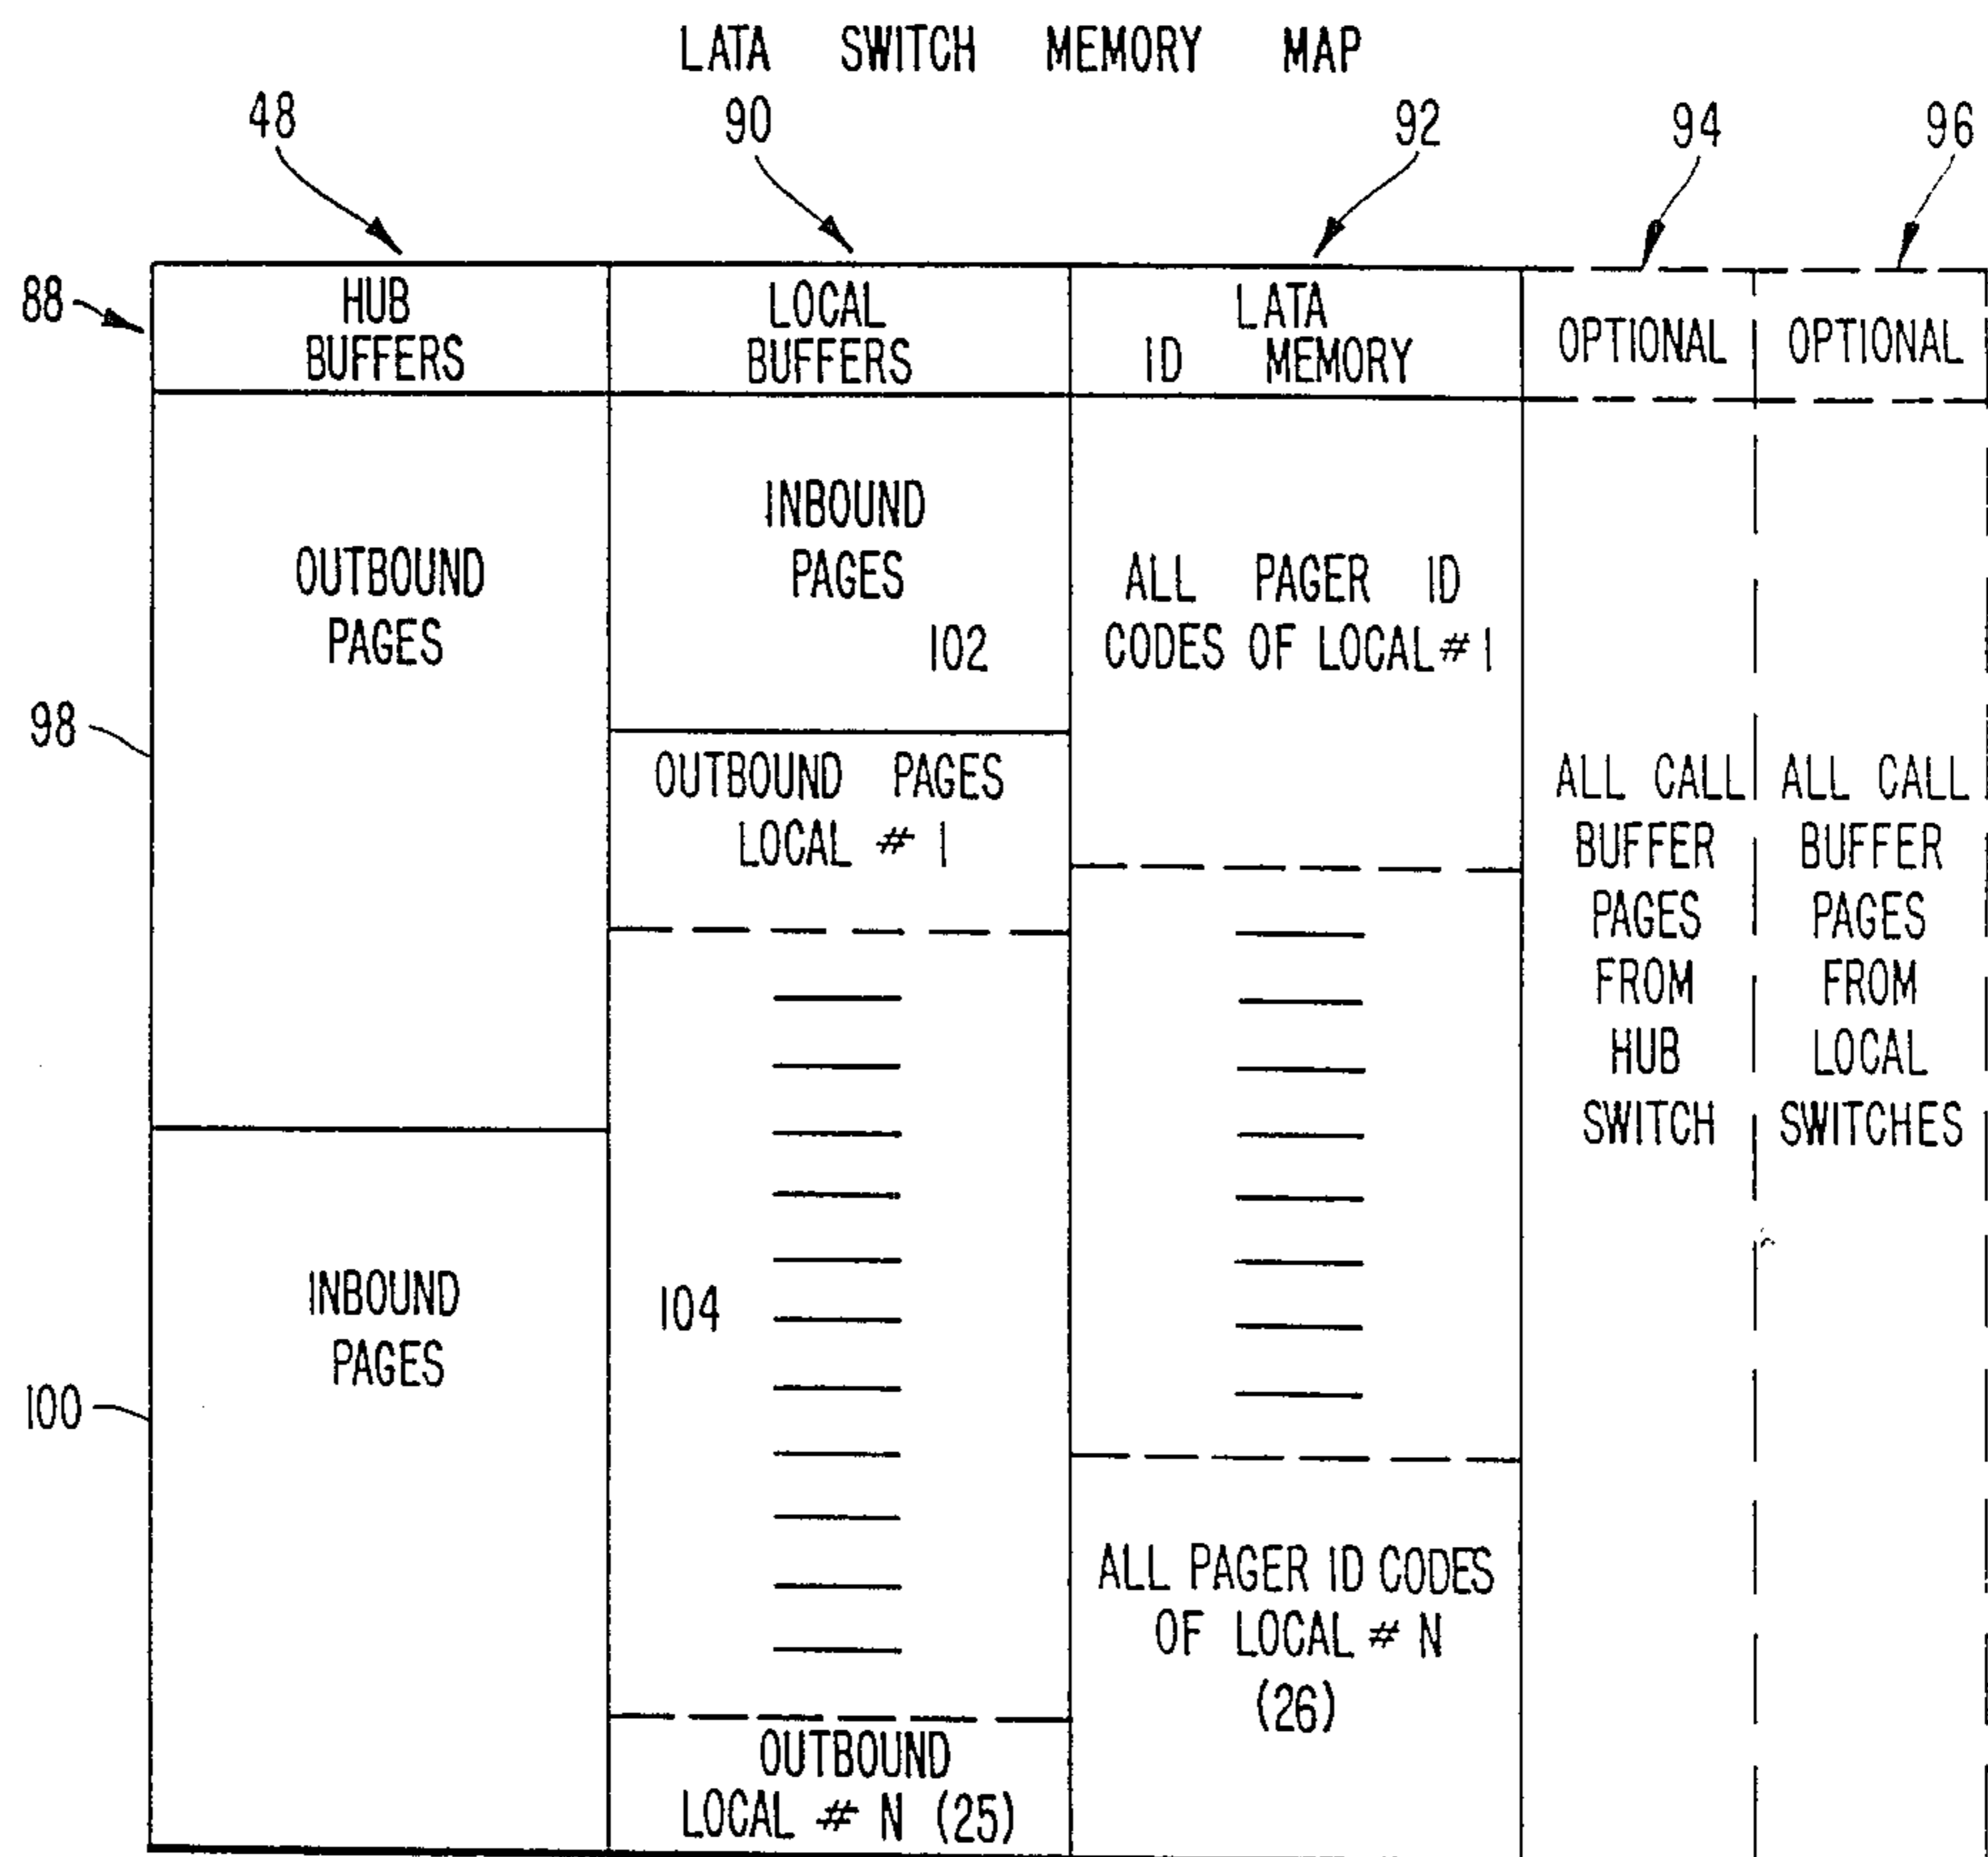 LATA SWITCH MEMORY MAP
48
90
92
94
96
88
HUB
BUFFERS
LOCAL
BUFFERS
LATA
ID MEMORY
OPTIONAL
OPTIONAL
OUTBOUND
PAGES
98
INBOUND
PAGES
100
INBOUND
PAGES
102
OUTBOUND PAGES
LOCAL # 1
104
OUTBOUND
LOCAL # N (25)
ALL PAGER ID
CODES OF LOCAL # 1
ALL PAGER ID CODES
OF LOCAL # N
(26)
ALL CALL
BUFFER
PAGES
FROM
HUB
SWITCH
ALL CALL
BUFFER
PAGES
FROM
LOCAL
SWITCHES